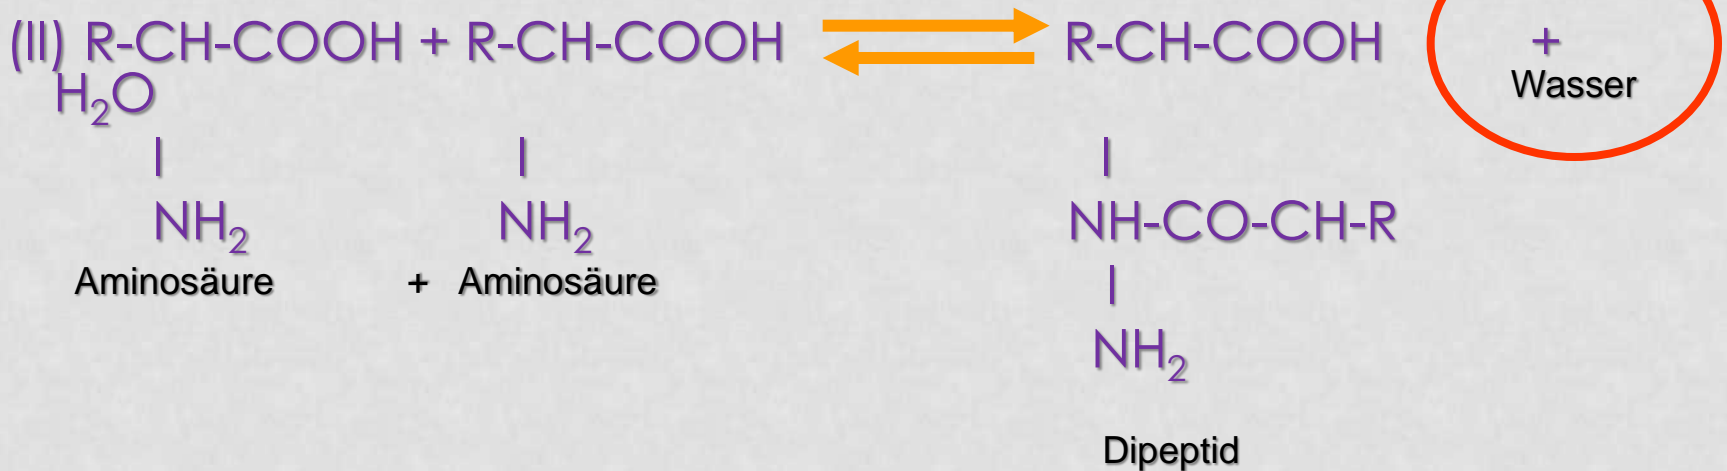 (II) R-CH-COOH + R-CH-COOH R-CH-COOH +
H₂O Wasser
I I I
NH₂ NH₂ NH-CO-CH-R
Aminosäure + Aminosäure I
NH₂
Dipeptid